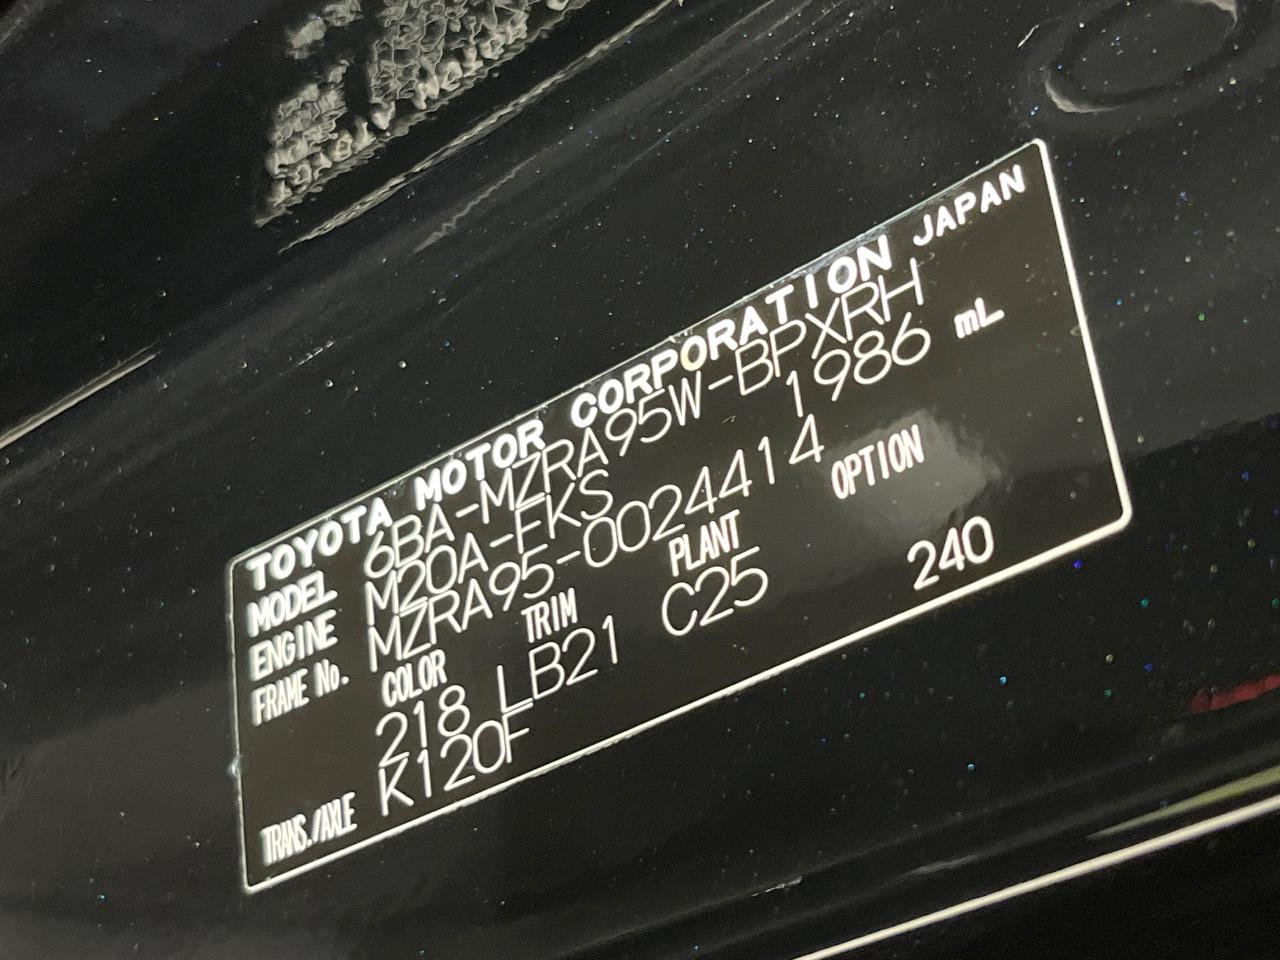 TOYOTA MOTOR CORPORATION JAPAN
MODEL 6BA-MZRA95W-BPXRH
ENGINE M20A-FKS 1986 mL
FRAME No. MZRA95-0024414
COLOR TRIM PLANT OPTION
218 LB21 C25 240
TRANS./AXLE K120F